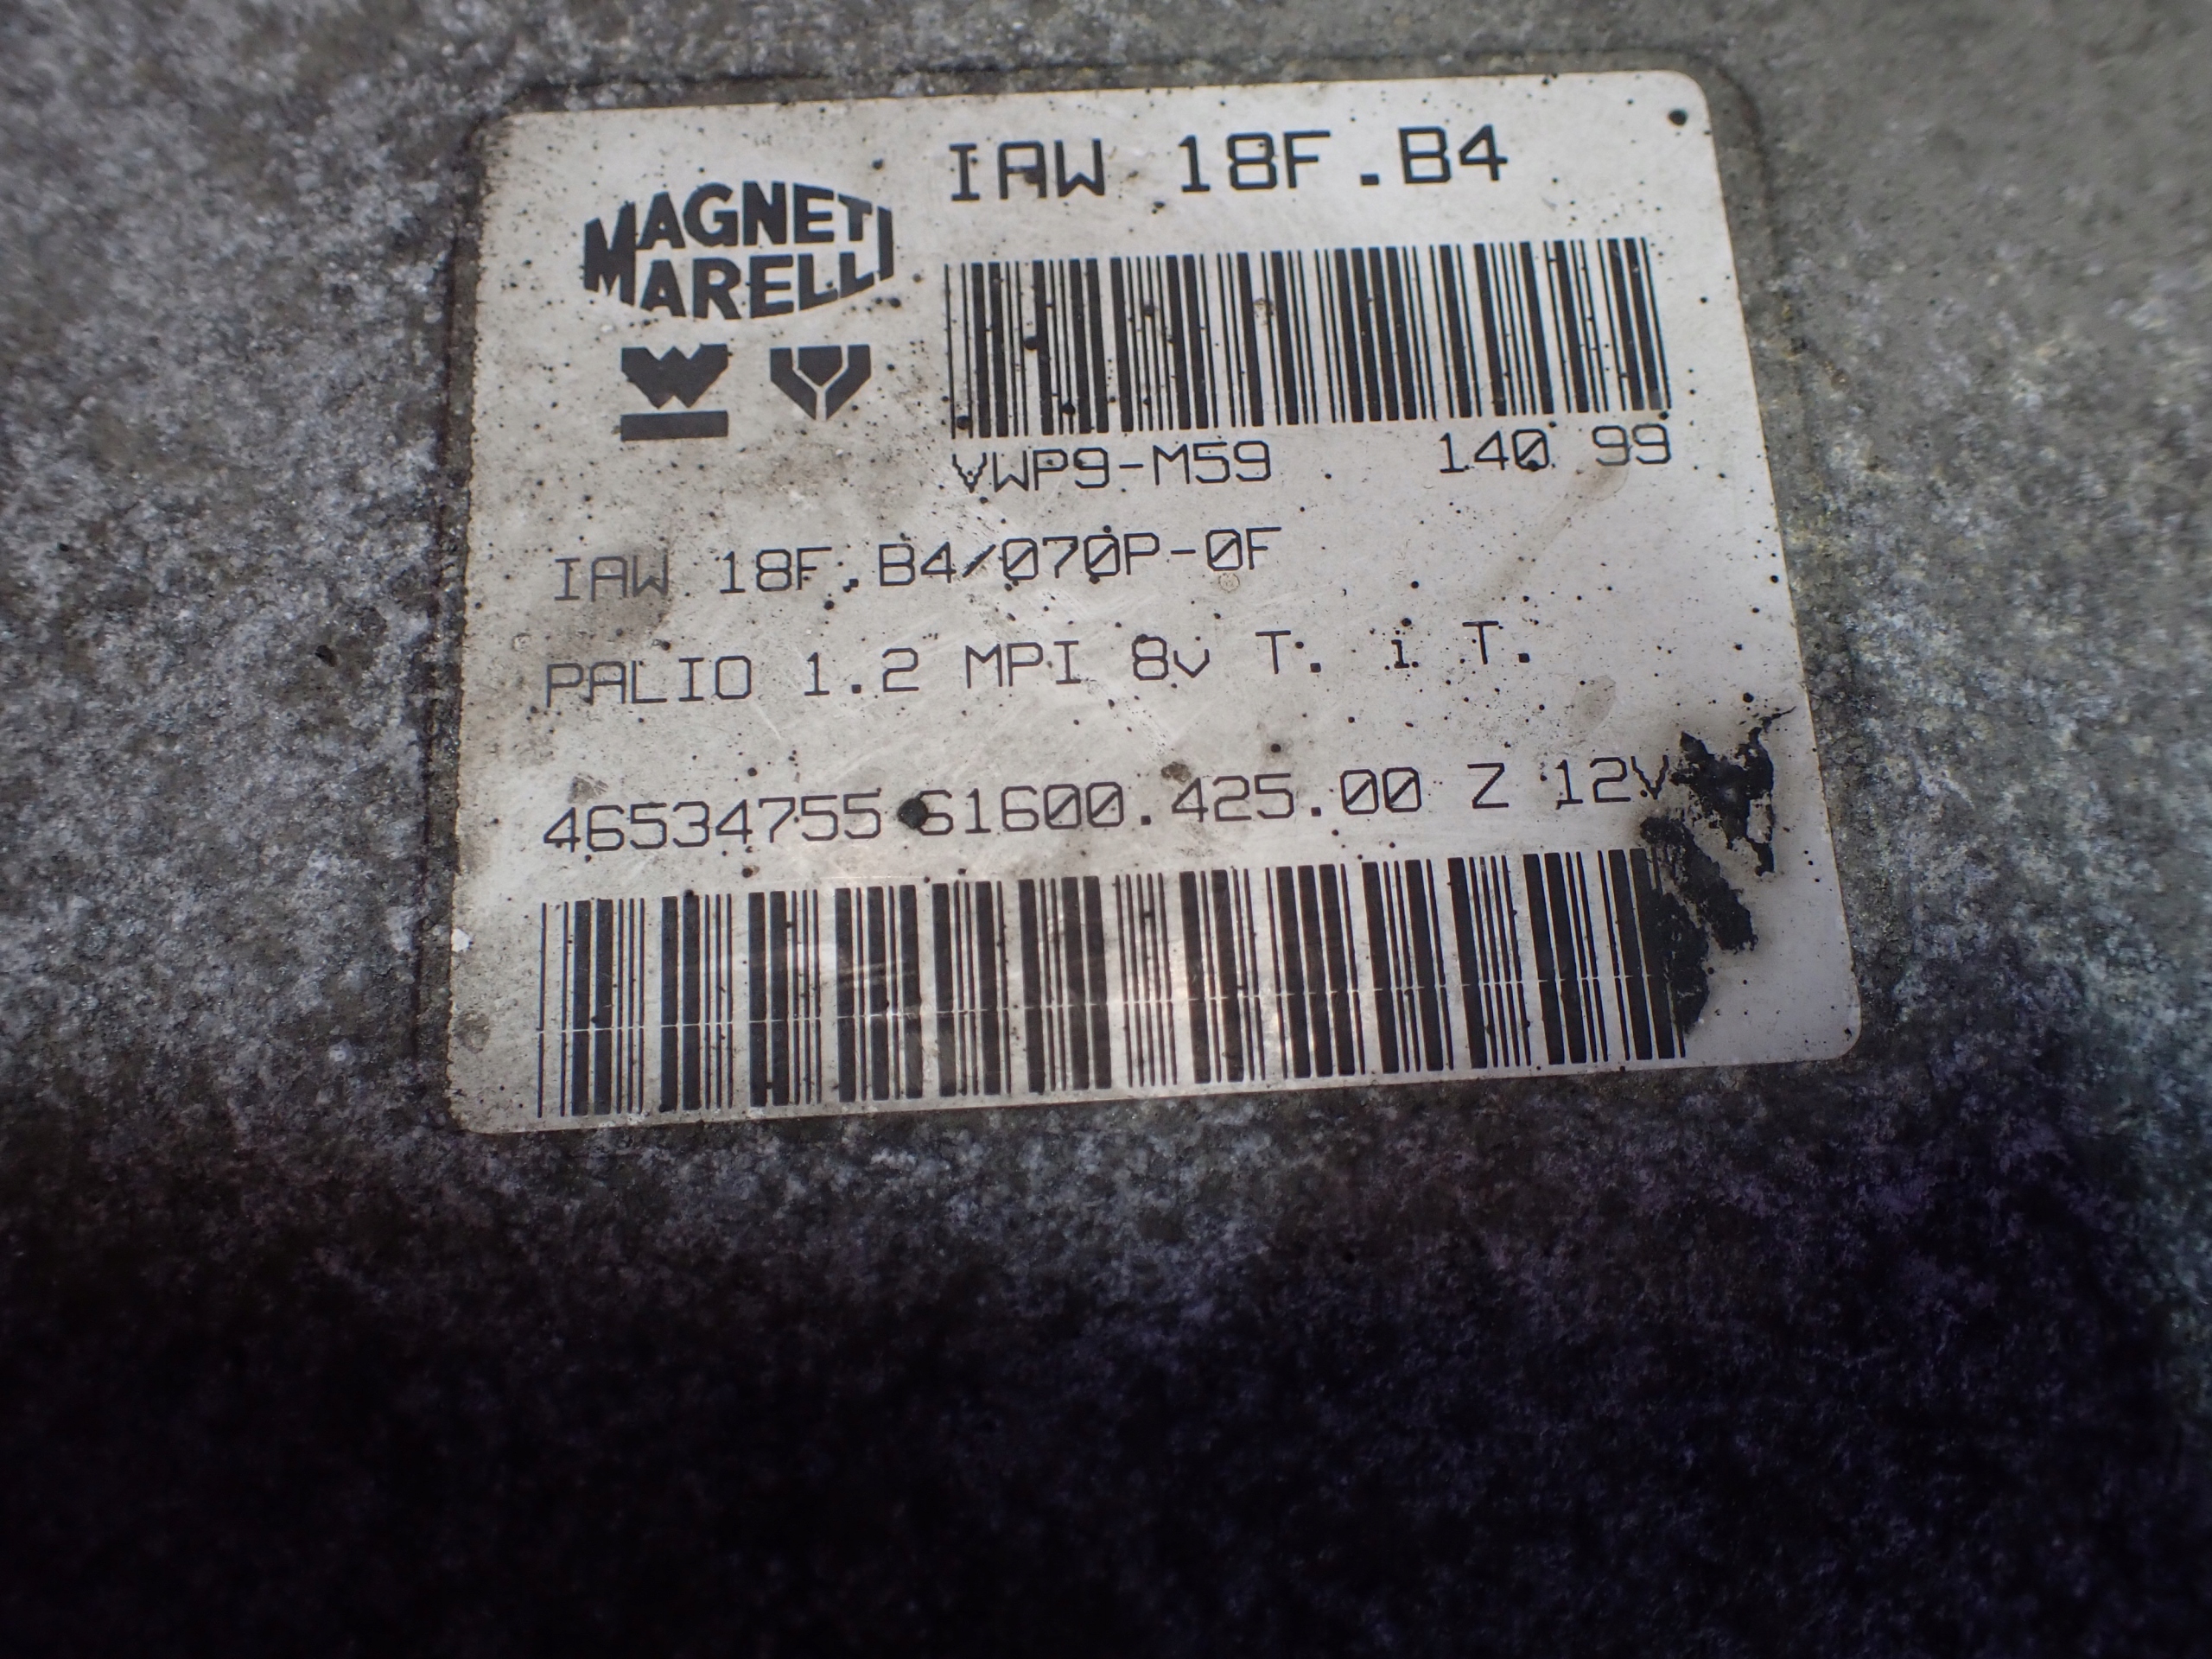 IAW 18F.B4
MAGNETI
MARELLI
VWP9-M59 140 99
IAW 18F.B4/070P-0F
PALIO 1.2 MPI 8v T. i T.
46534755 61600.425.00 Z 12V